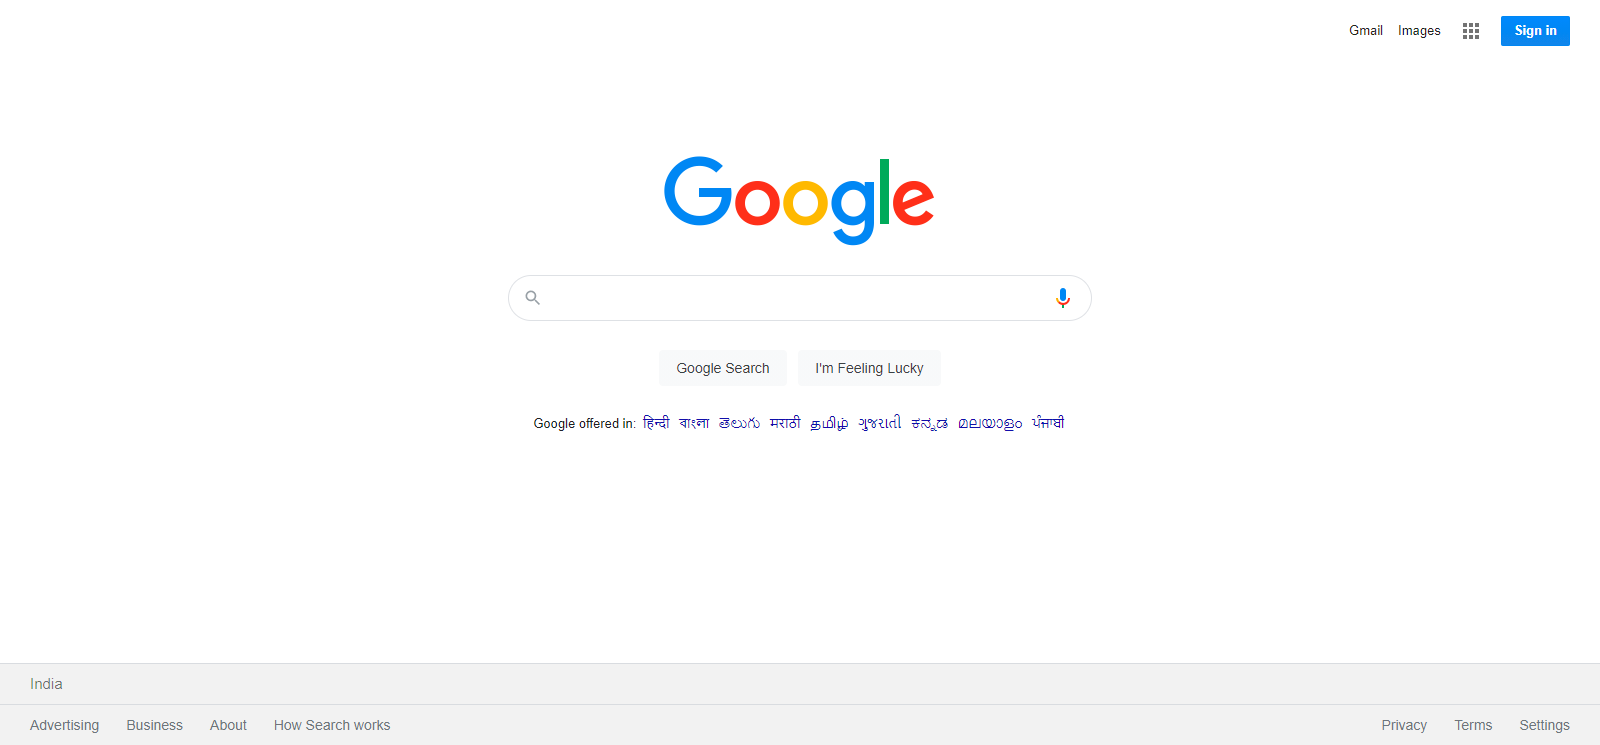 Gmail Images Sign in
Google
Google Search I'm Feeling Lucky
Google offered in: हिन्दी বাংলা తెలుగు मराठी தமிழ் ગુજરાતી ಕನ್ನಡ മലയാളം ਪੰਜਾਬੀ
India
Advertising Business About How Search works Privacy Terms Settings